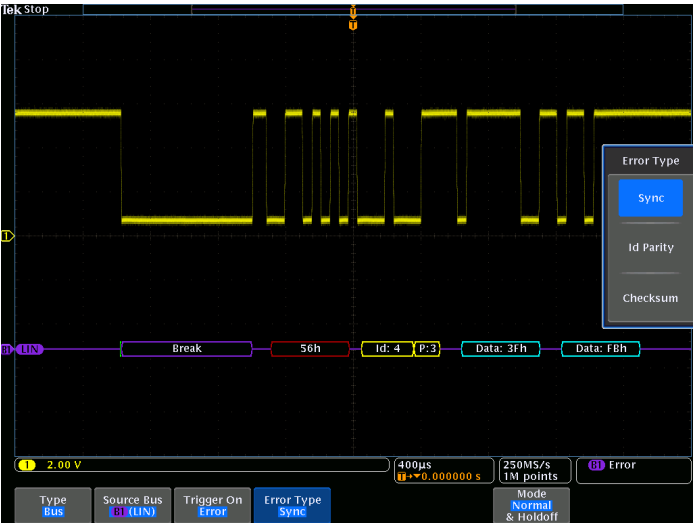 Tek Stop
T
T
Error Type
Sync
Id Parity
Checksum
1
B1 LIN
Break
56h
Id: 4
P:3
Data: 3Fh
Data: FBh
1 2.00 V
400µs
T→▼0.000000 s
250MS/s
1M points
B1 Error
Type
Bus
Source Bus
B1 (LIN)
Trigger On
Error
Error Type
Sync
Mode
Normal
& Holdoff